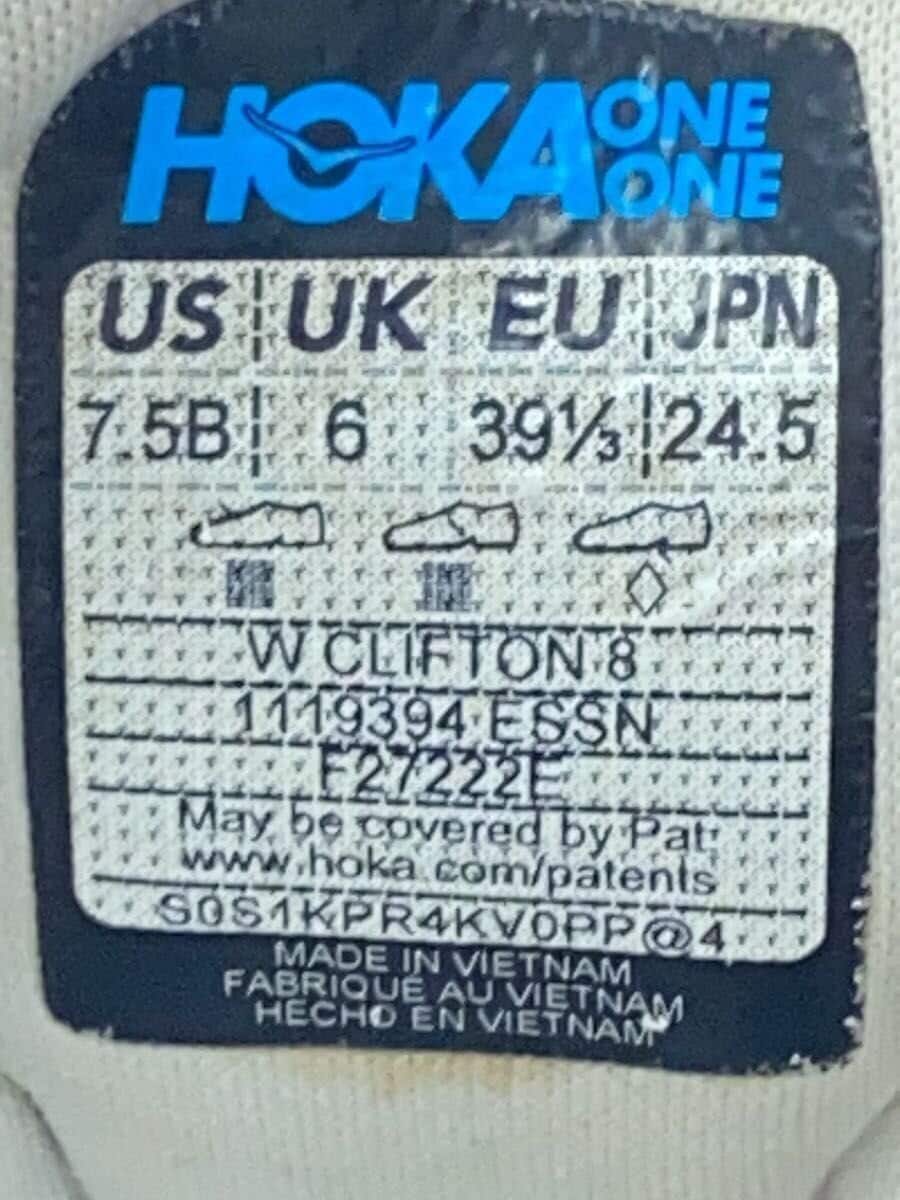 HOKA ONE ONE
US UK EU JPN
7.5B 6 39⅓ 24.5
W CLIFTON 8
1119394 ESSN
F27222E
May be covered by Pat:
www.hoka.com/patents
S0S1KPR4KV0PP@4
MADE IN VIETNAM
FABRIQUE AU VIETNAM
HECHO EN VIETNAM